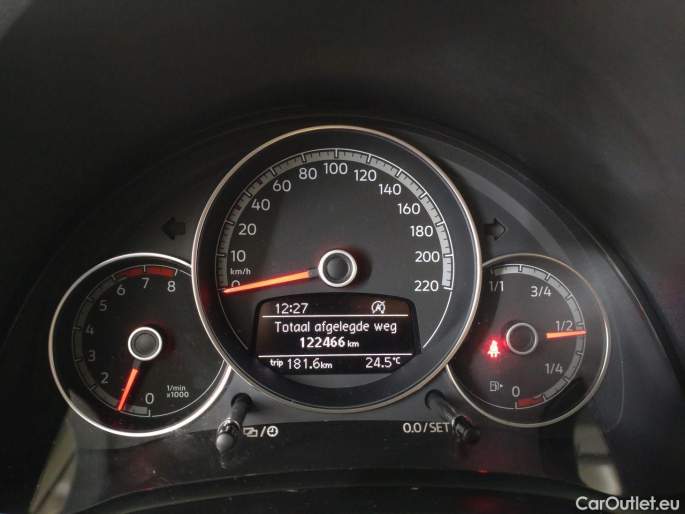 80 100 120
60 140
40 160
20 180
10 200
km/h
0 220
12:27
Totaal afgelegde weg
122466 km
trip 181.6 km 24.5°C
6 7 8
5
4
3
2
1
0
1/min
x1000
1/1 3/4
1/2
1/4
0
0.0/SET
CarOutlet.eu